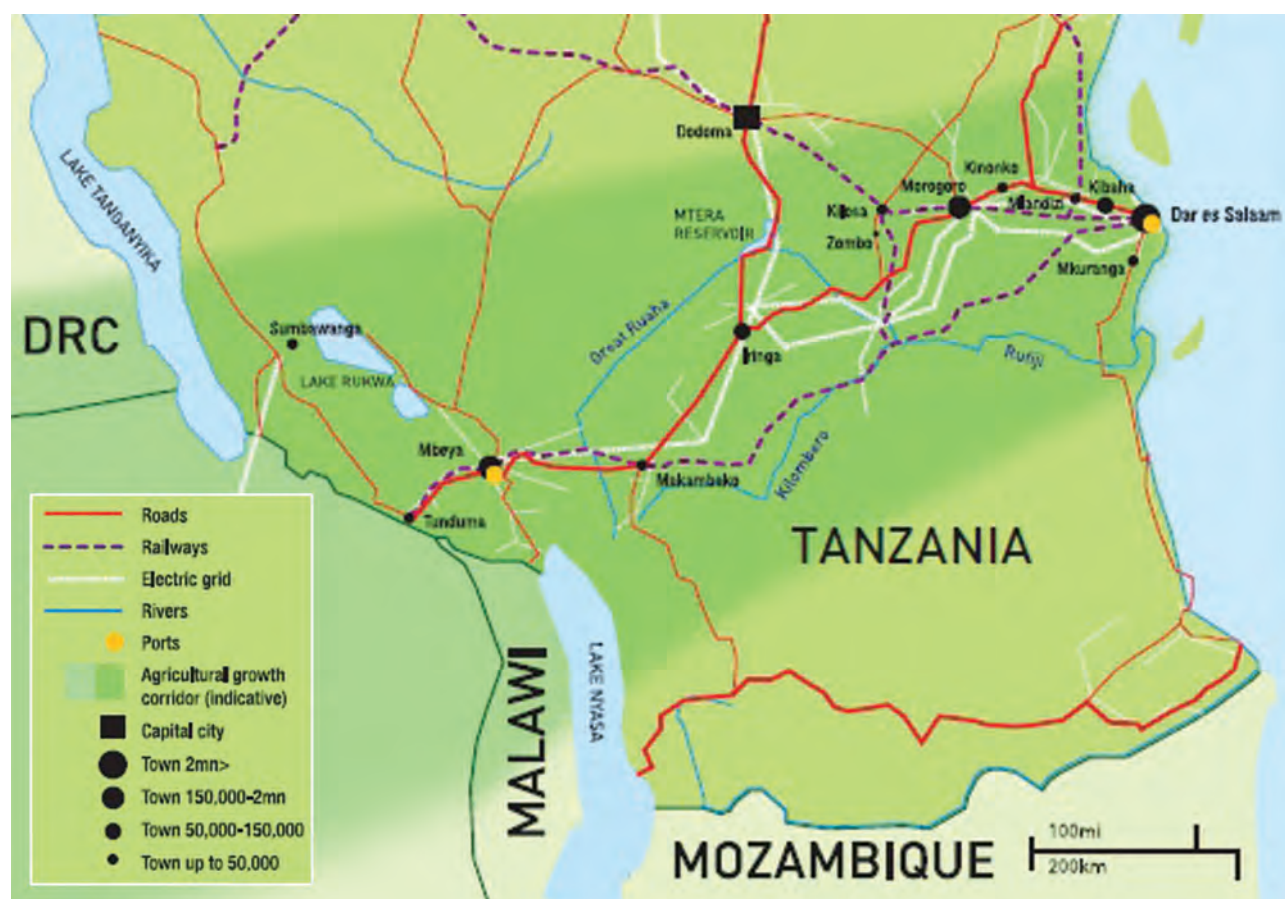 Dodoma
Kinonko
Morogoro
Kibaha
Mlandizi
Kilosa
Dar es Salaam
MTERA
RESERVOIR
Zombo
Mkuranga
LAKE TANGANYIKA
DRC
Sumbawanga
Great Ruaha
Iringa
Rufiji
LAKE RUKWA
Mbeya
Makambako
Kilombero
Tunduma
TANZANIA
Roads
Railways
Electric grid
Rivers
Ports
Agricultural growth
corridor (indicative)
Capital city
Town 2mn>
Town 150,000-2mn
Town 50,000-150,000
Town up to 50,000
MALAWI
LAKE NYASA
MOZAMBIQUE
100mi
200km